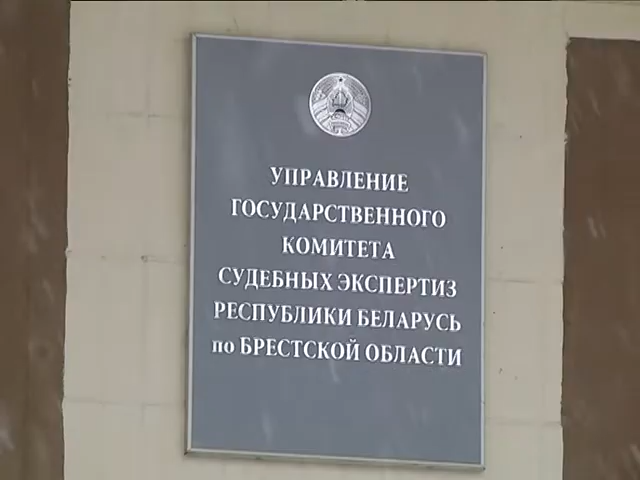 УПРАВЛЕНИЕ
ГОСУДАРСТВЕННОГО
КОМИТЕТА
СУДЕБНЫХ ЭКСПЕРТИЗ
РЕСПУБЛИКИ БЕЛАРУСЬ
по БРЕСТСКОЙ ОБЛАСТИ